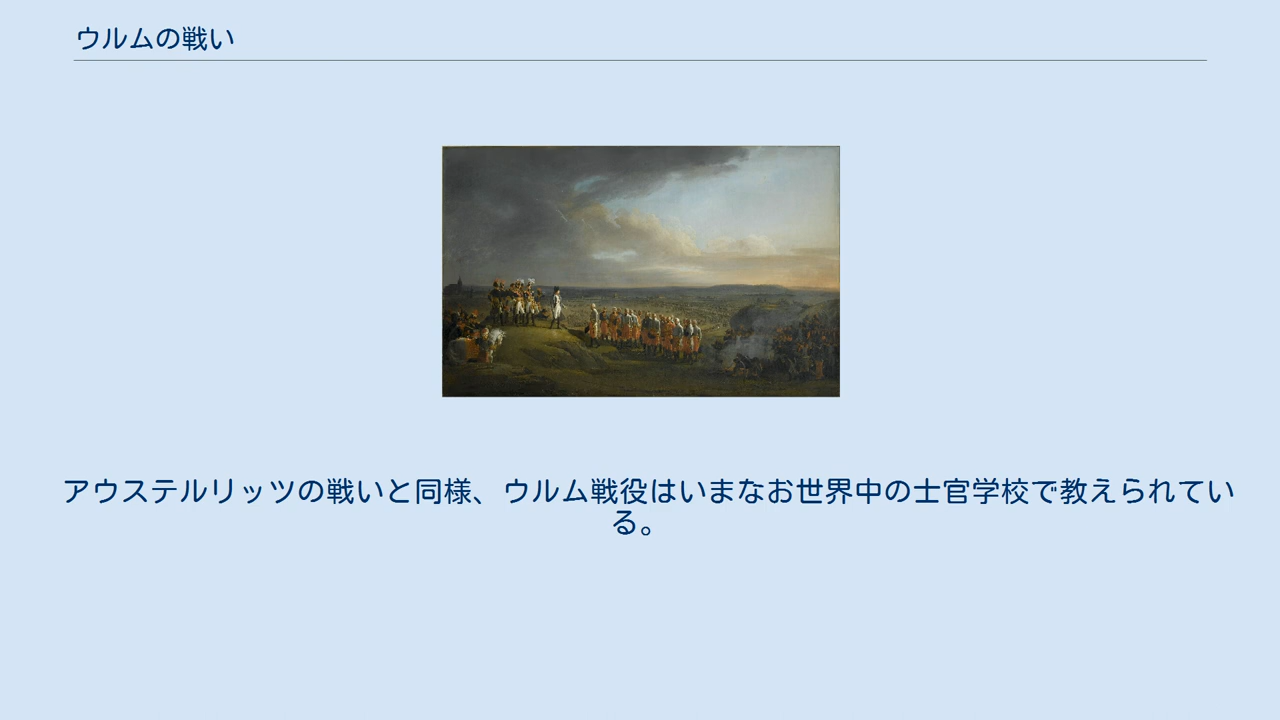 ウルムの戦い
アウステルリッツの戦いと同様、ウルム戦役はいまなお世界中の士官学校で教えられてい
る。